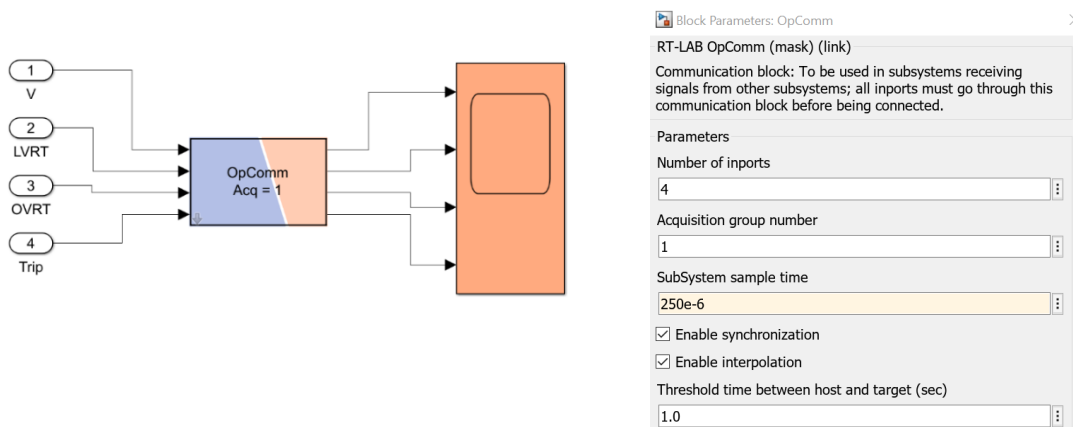 1
V
2
LVRT
3
OVRT
4
Trip
OpComm
Acq = 1
Block Parameters: OpComm
RT-LAB OpComm (mask) (link)
Communication block: To be used in subsystems receiving
signals from other subsystems; all inports must go through this
communication block before being connected.
Parameters
Number of inports
4
Acquisition group number
1
SubSystem sample time
250e-6
Enable synchronization
Enable interpolation
Threshold time between host and target (sec)
1.0